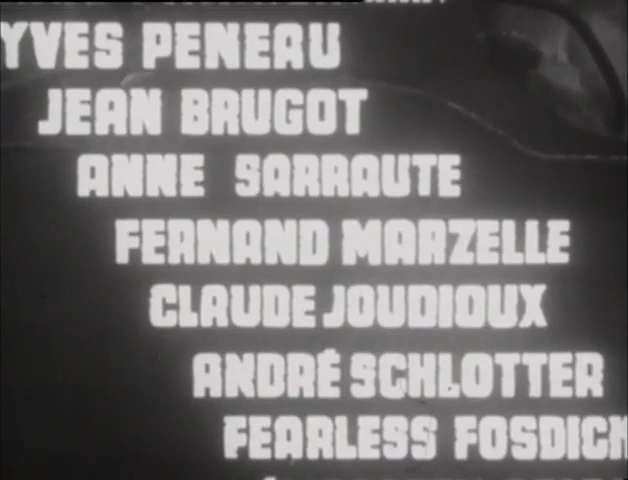 YVES PENEAU
JEAN BRUGOT
ANNE SARRAUTE
FERNAND MARZELLE
CLAUDE JOUDIOUX
ANDRÉ SCHLOTTER
FEARLESS FOSDICK